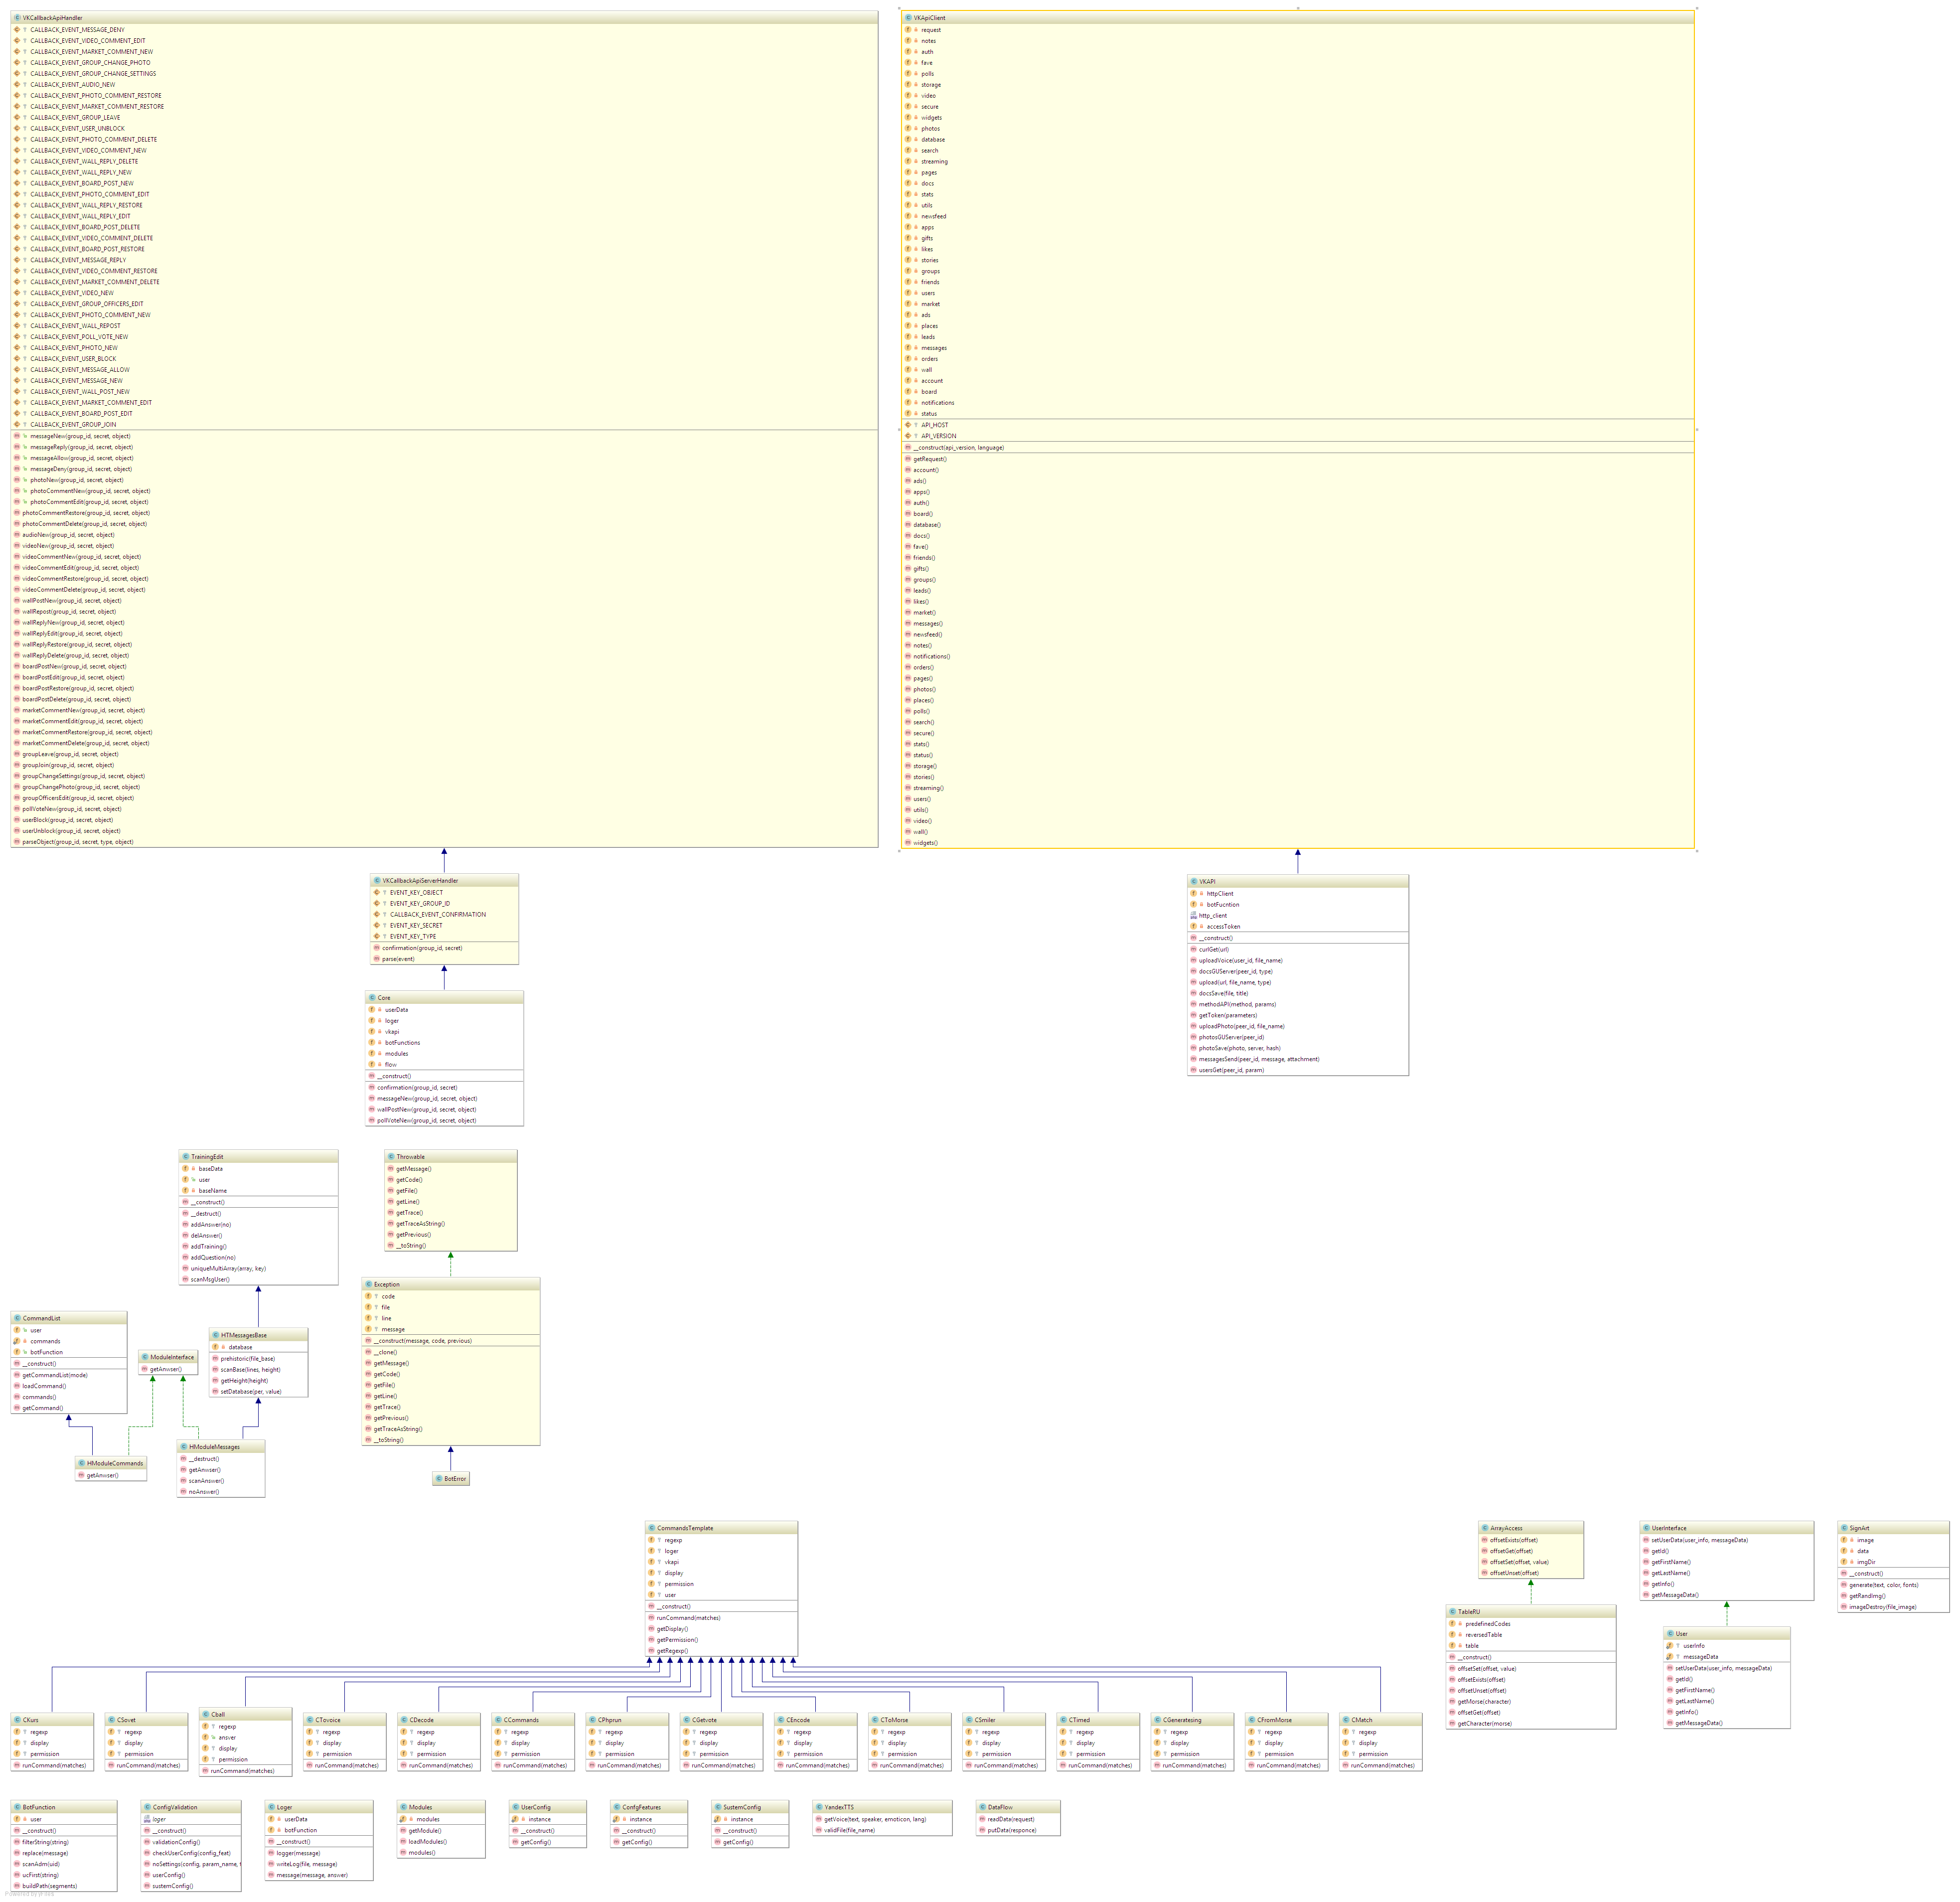 VKCallbackApiHandler
CALLBACK_EVENT_MESSAGE_DENY
CALLBACK_EVENT_VIDEO_COMMENT_EDIT
CALLBACK_EVENT_MARKET_COMMENT_NEW
CALLBACK_EVENT_GROUP_CHANGE_PHOTO
CALLBACK_EVENT_GROUP_CHANGE_SETTINGS
CALLBACK_EVENT_AUDIO_NEW
CALLBACK_EVENT_PHOTO_COMMENT_RESTORE
CALLBACK_EVENT_MARKET_COMMENT_RESTORE
CALLBACK_EVENT_GROUP_LEAVE
CALLBACK_EVENT_USER_UNBLOCK
CALLBACK_EVENT_PHOTO_COMMENT_DELETE
CALLBACK_EVENT_VIDEO_COMMENT_NEW
CALLBACK_EVENT_WALL_REPLY_DELETE
CALLBACK_EVENT_WALL_REPLY_NEW
CALLBACK_EVENT_BOARD_POST_NEW
CALLBACK_EVENT_PHOTO_COMMENT_EDIT
CALLBACK_EVENT_WALL_REPLY_RESTORE
CALLBACK_EVENT_WALL_REPLY_EDIT
CALLBACK_EVENT_BOARD_POST_DELETE
CALLBACK_EVENT_VIDEO_COMMENT_DELETE
CALLBACK_EVENT_BOARD_POST_RESTORE
CALLBACK_EVENT_MESSAGE_REPLY
CALLBACK_EVENT_VIDEO_COMMENT_RESTORE
CALLBACK_EVENT_MARKET_COMMENT_DELETE
CALLBACK_EVENT_VIDEO_NEW
CALLBACK_EVENT_GROUP_OFFICERS_EDIT
CALLBACK_EVENT_PHOTO_COMMENT_NEW
CALLBACK_EVENT_WALL_REPOST
CALLBACK_EVENT_POLL_VOTE_NEW
CALLBACK_EVENT_PHOTO_NEW
CALLBACK_EVENT_USER_BLOCK
CALLBACK_EVENT_MESSAGE_ALLOW
CALLBACK_EVENT_MESSAGE_NEW
CALLBACK_EVENT_WALL_POST_NEW
CALLBACK_EVENT_MARKET_COMMENT_EDIT
CALLBACK_EVENT_BOARD_POST_EDIT
CALLBACK_EVENT_GROUP_JOIN
messageNew(group_id, secret, object)
messageReply(group_id, secret, object)
messageAllow(group_id, secret, object)
messageDeny(group_id, secret, object)
photoNew(group_id, secret, object)
photoCommentNew(group_id, secret, object)
photoCommentEdit(group_id, secret, object)
photoCommentRestore(group_id, secret, object)
photoCommentDelete(group_id, secret, object)
audioNew(group_id, secret, object)
videoNew(group_id, secret, object)
videoCommentNew(group_id, secret, object)
videoCommentEdit(group_id, secret, object)
videoCommentRestore(group_id, secret, object)
videoCommentDelete(group_id, secret, object)
wallPostNew(group_id, secret, object)
wallRepost(group_id, secret, object)
wallReplyNew(group_id, secret, object)
wallReplyEdit(group_id, secret, object)
wallReplyRestore(group_id, secret, object)
wallReplyDelete(group_id, secret, object)
boardPostNew(group_id, secret, object)
boardPostEdit(group_id, secret, object)
boardPostRestore(group_id, secret, object)
boardPostDelete(group_id, secret, object)
marketCommentNew(group_id, secret, object)
marketCommentEdit(group_id, secret, object)
marketCommentRestore(group_id, secret, object)
marketCommentDelete(group_id, secret, object)
groupLeave(group_id, secret, object)
groupJoin(group_id, secret, object)
groupChangeSettings(group_id, secret, object)
groupChangePhoto(group_id, secret, object)
groupOfficersEdit(group_id, secret, object)
pollVoteNew(group_id, secret, object)
userBlock(group_id, secret, object)
userUnblock(group_id, secret, object)
parseObject(group_id, secret, type, object)
VKApiClient
request
notes
auth
fave
polls
storage
video
secure
widgets
photos
database
search
streaming
pages
docs
stats
utils
newsfeed
apps
gifts
likes
stories
groups
friends
users
market
ads
places
leads
messages
orders
wall
account
board
notifications
status
API_HOST
API_VERSION
__construct(api_version, language)
getRequest()
account()
ads()
apps()
auth()
board()
database()
docs()
fave()
friends()
gifts()
groups()
leads()
likes()
market()
messages()
newsfeed()
notes()
notifications()
orders()
pages()
photos()
places()
polls()
search()
secure()
stats()
status()
storage()
stories()
streaming()
users()
utils()
video()
wall()
widgets()
VKCallbackApiServerHandler
EVENT_KEY_OBJECT
EVENT_KEY_GROUP_ID
CALLBACK_EVENT_CONFIRMATION
EVENT_KEY_SECRET
EVENT_KEY_TYPE
confirmation(group_id, secret)
parse(event)
VKAPI
httpClient
botFucntion
http_client
accessToken
__construct()
curlGet(url)
uploadVoice(user_id, file_name)
docsGUServer(peer_id, type)
upload(url, file_name, type)
docsSave(file, title)
methodAPI(method, params)
getToken(parameters)
uploadPhoto(peer_id, file_name)
photosGUServer(peer_id)
photoSave(photo, server, hash)
messagesSend(peer_id, message, attachment)
usersGet(peer_id, param)
Core
userData
loger
vkapi
botFunctions
modules
flow
__construct()
confirmation(group_id, secret)
messageNew(group_id, secret, object)
wallPostNew(group_id, secret, object)
pollVoteNew(group_id, secret, object)
TrainingEdit
baseData
user
baseName
__construct()
__destruct()
addAnswer(no)
delAnswer()
addTraining()
addQuestion(no)
uniqueMultiArray(array, key)
scanMsgUser()
Throwable
getMessage()
getCode()
getFile()
getLine()
getTrace()
getTraceAsString()
getPrevious()
__toString()
Exception
code
file
line
message
__construct(message, code, previous)
__clone()
getMessage()
getCode()
getFile()
getLine()
getTrace()
getPrevious()
getTraceAsString()
__toString()
CommandList
user
commands
botFunction
__construct()
getCommandList(mode)
loadCommand()
commands()
getCommand()
ModuleInterface
getAnwser()
HTMessagesBase
database
prehistoric(file_base)
scanBase(lines, height)
getHeight(height)
setDatabase(per, value)
HModuleCommands
getAnwser()
HModuleMessages
__destruct()
getAnwser()
scanAnwser()
noAnswer()
BotError
CommandsTemplate
regexp
loger
vkapi
display
permission
user
__construct()
runCommand(matches)
getDisplay()
getPermission()
getRegexp()
ArrayAccess
offsetExists(offset)
offsetGet(offset)
offsetSet(offset, value)
offsetUnset(offset)
UserInterface
setUserData(user_info, messageData)
getId()
getFirstName()
getLastName()
getInfo()
getMessageData()
SignArt
image
data
imgDir
__construct()
generate(text, color, fonts)
getRandImg()
imageDestroy(file_image)
TableRU
predefinedCodes
reversedTable
table
__construct()
offsetSet(offset, value)
offsetExists(offset)
offsetUnset(offset)
getMorse(character)
offsetGet(offset)
getCharacter(morse)
User
userInfo
messageData
setUserData(user_info, messageData)
getId()
getFirstName()
getLastName()
getInfo()
getMessageData()
CKurs
regexp
display
permission
runCommand(matches)
CSovet
regexp
display
permission
runCommand(matches)
Cball
regexp
ansver
display
permission
runCommand(matches)
CTovoice
regexp
display
permission
runCommand(matches)
CDecode
regexp
display
permission
runCommand(matches)
CCommands
regexp
display
permission
runCommand(matches)
CPhprun
regexp
display
permission
runCommand(matches)
CGetvote
regexp
display
permission
runCommand(matches)
CEncode
regexp
display
permission
runCommand(matches)
CToMorse
regexp
display
permission
runCommand(matches)
CSmiler
regexp
display
permission
runCommand(matches)
CTimed
regexp
display
permission
runCommand(matches)
CGeneratesing
regexp
display
permission
runCommand(matches)
CFromMorse
regexp
display
permission
runCommand(matches)
CMatch
regexp
display
permission
runCommand(matches)
BotFunction
user
__construct()
filterString(string)
replace(message)
scanAdm(uid)
ucFirst(string)
buildPath(segments)
ConfigValidation
loger
__construct()
validationConfig()
checkUserConfig(config_feat)
noSettings(config, param_name,
userConfig()
sustemConfig()
Loger
userData
botFunction
__construct()
logger(message)
writeLog(file, message)
message(message, answer)
Modules
modules
getModule()
loadModules()
modules()
UserConfig
instance
__construct()
getConfig()
ConfgFeatures
instance
__construct()
getConfig()
SustemConfig
instance
__construct()
getConfig()
YandexTTS
getVoice(text, speaker, emoticon, lang)
validFile(file_name)
DataFlow
readData(request)
putData(responce)
Powered by yFiles